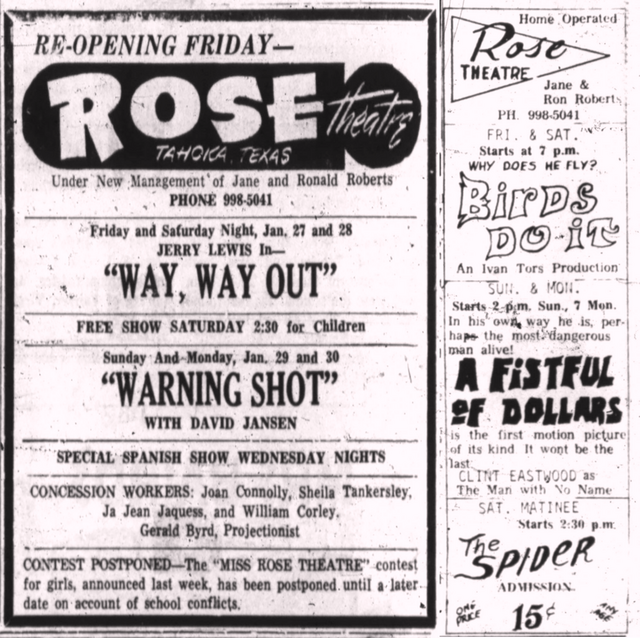 RE-OPENING FRIDAY—
ROSE theatre
TAHOKA, TEXAS
Under New Management of Jane and Ronald Roberts
PHONE 998-5041
Friday and Saturday Night, Jan. 27 and 28
JERRY LEWIS In—
"WAY, WAY OUT"
FREE SHOW SATURDAY 2:30 for Children
Sunday And Monday, Jan. 29 and 30
"WARNING SHOT"
WITH DAVID JANSEN
SPECIAL SPANISH SHOW WEDNESDAY NIGHTS
CONCESSION WORKERS: Joan Connolly, Sheila Tankersley,
Ja Jean Jaquess, and William Corley.
Gerald Byrd, Projectionist
CONTEST POSTPONED—The "MISS ROSE THEATRE" contest
for girls, announced last week, has been postponed until a later
date on account of school conflicts.
Home Operated
Rose
THEATRE
Jane &
Ron Roberts
PH. 998-5041
FRI. & SAT.
Starts at 7 p.m.
WHY DOES HE FLY?
BiRDS
DO iT
An Ivan Tors Production
SUN. & MON.
Starts 2 p.m. Sun., 7 Mon.
In his own way he is, per-
haps the most dangerous
man alive!
A FiSTFUL
oF DOLLARS
is the first motion picture
of its kind It wont be the
last
CLINT EASTWOOD as
The Man with No Name
SAT. MATINEE
Starts 2:30 p.m.
The SPiDER
ADMISSION
ONE PRICE 15¢ ANY AGE